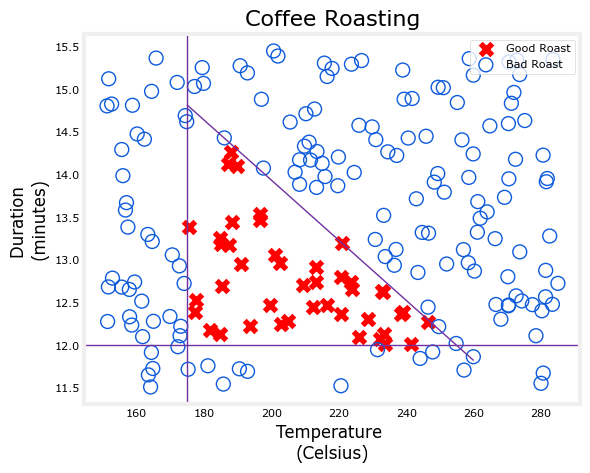 Coffee Roasting
Good Roast
Bad Roast
15.5
15.0
14.5
14.0
13.5
13.0
12.5
12.0
11.5
Duration
(minutes)
160
180
200
220
240
260
280
Temperature
(Celsius)